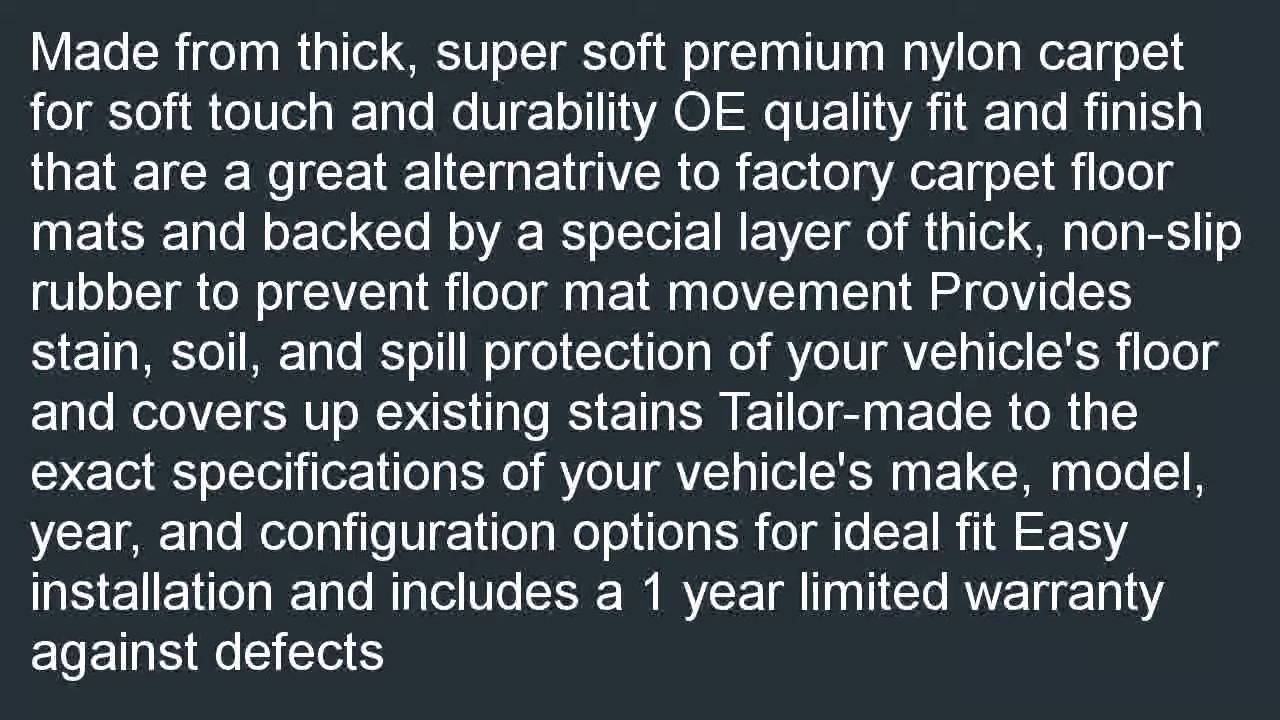 Made from thick, super soft premium nylon carpet
for soft touch and durability OE quality fit and finish
that are a great alternatrive to factory carpet floor
mats and backed by a special layer of thick, non-slip
rubber to prevent floor mat movement Provides
stain, soil, and spill protection of your vehicle's floor
and covers up existing stains Tailor-made to the
exact specifications of your vehicle's make, model,
year, and configuration options for ideal fit Easy
installation and includes a 1 year limited warranty
against defects